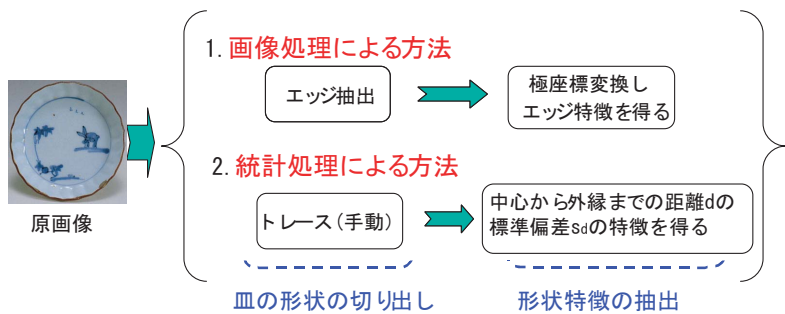 1. 画像処理による方法
エッジ抽出
極座標変換し
エッジ特徴を得る
2. 統計処理による方法
トレース(手動)
中心から外縁までの距離dの
標準偏差sdの特徴を得る
原画像
皿の形状の切り出し
形状特徴の抽出